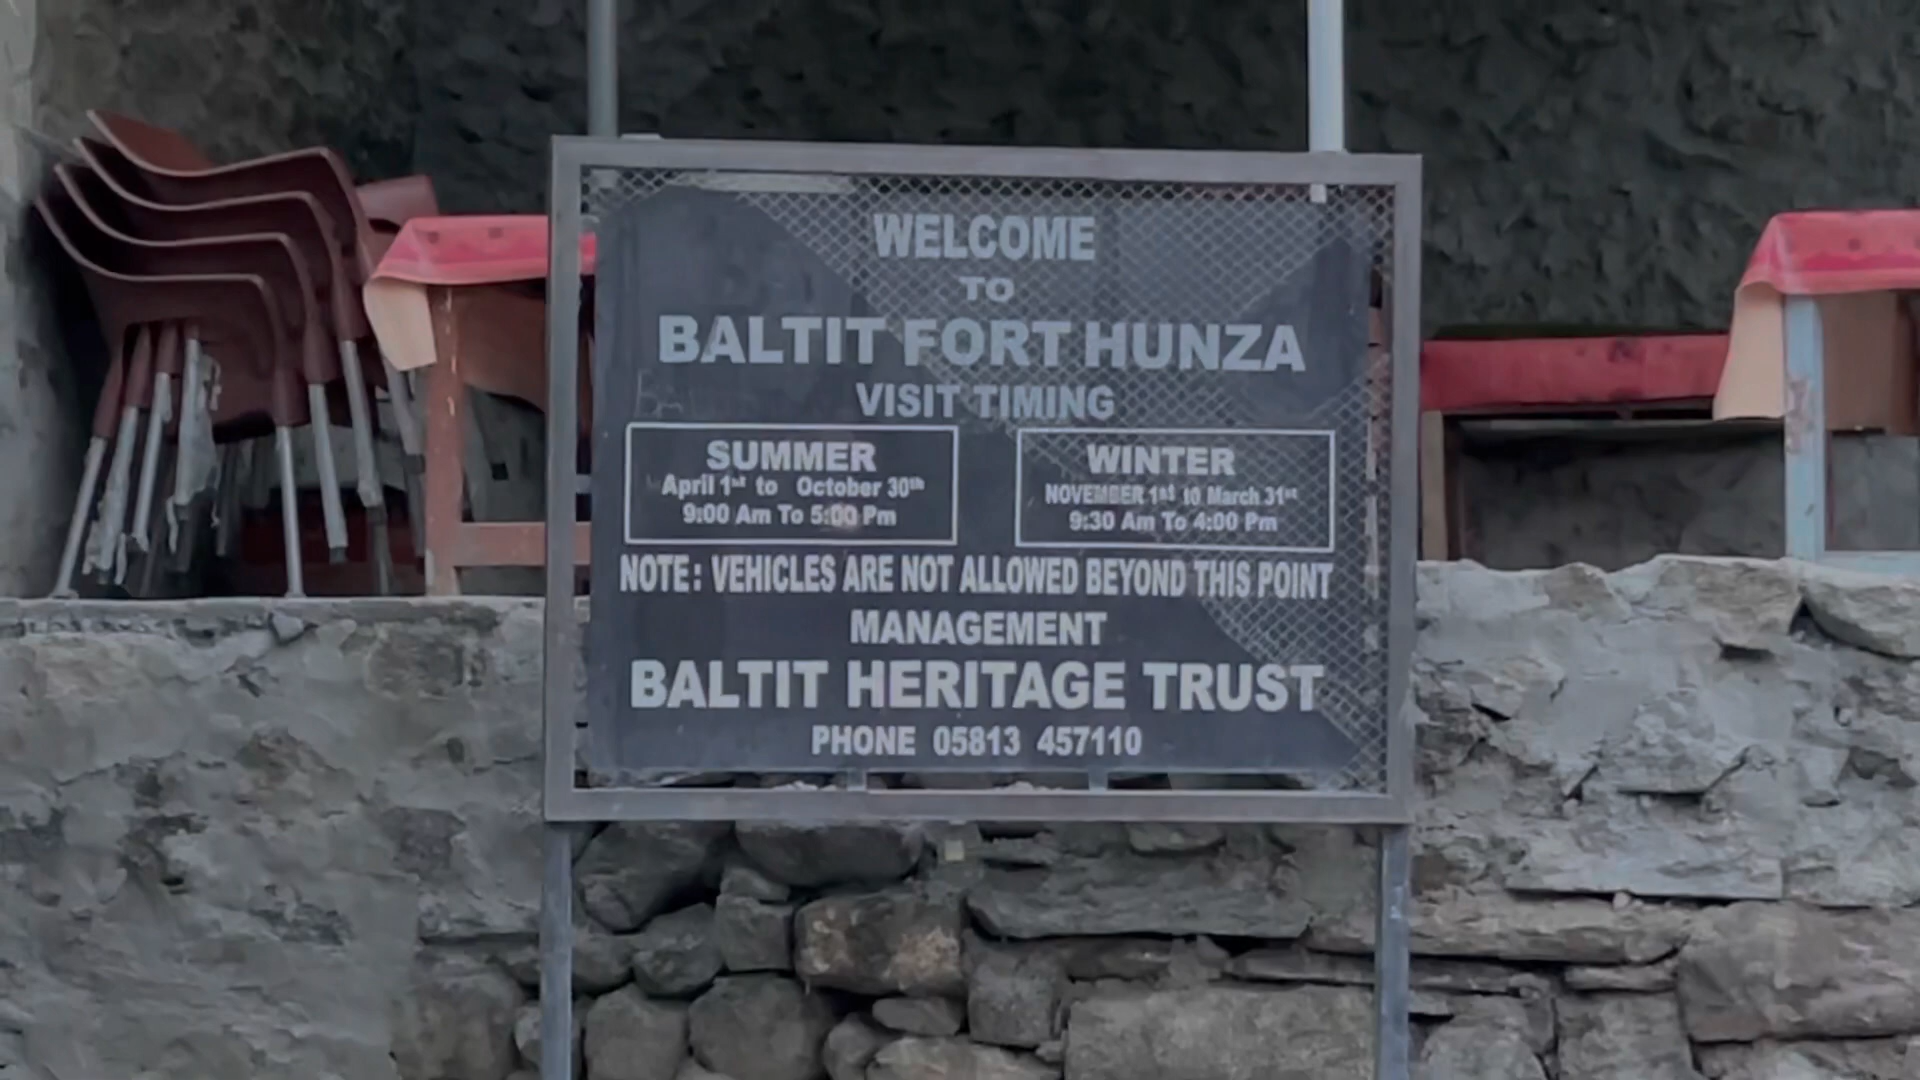 WELCOME
TO
BALTIT FORT HUNZA
VISIT TIMING
SUMMER
April 1st to October 30th
9:00 Am To 5:00 Pm
WINTER
NOVEMBER 1st to March 31st
9:30 Am To 4:00 Pm
NOTE: VEHICLES ARE NOT ALLOWED BEYOND THIS POINT
MANAGEMENT
BALTIT HERITAGE TRUST
PHONE 05813 457110